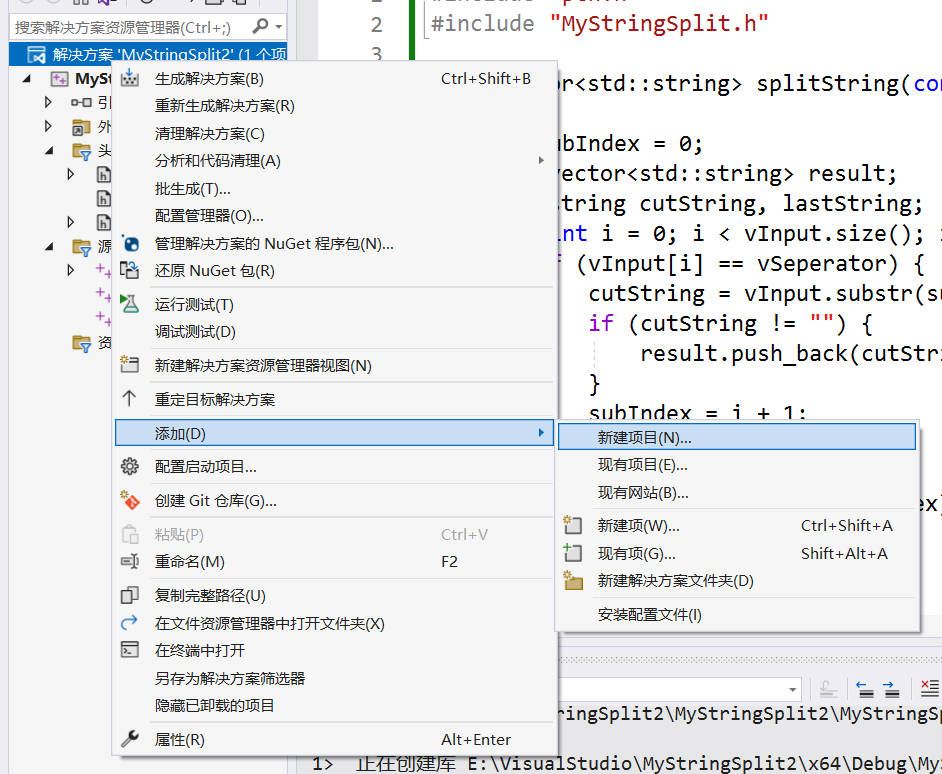 搜索解决方案资源管理器(Ctrl+;)
解决方案 'MyStringSplit2' (1 个项
MySt
引
外
头
源
资
生成解决方案(B) Ctrl+Shift+B
重新生成解决方案(R)
清理解决方案(C)
分析和代码清理(A)
批生成(T)...
配置管理器(O)...
管理解决方案的 NuGet 程序包(N)...
还原 NuGet 包(R)
运行测试(T)
调试测试(D)
新建解决方案资源管理器视图(N)
重定目标解决方案
添加(D)
配置启动项目...
创建 Git 仓库(G)...
粘贴(P) Ctrl+V
重命名(M) F2
复制完整路径(U)
在文件资源管理器中打开文件夹(X)
在终端中打开
另存为解决方案筛选器
隐藏已卸载的项目
属性(R) Alt+Enter
新建项目(N)...
现有项目(E)...
现有网站(B)...
新建项(W)... Ctrl+Shift+A
现有项(G)... Shift+Alt+A
新建解决方案文件夹(D)
安装配置文件(I)
2 #include "MyStringSplit.h"
3
r<std::string> splitString(con
ubIndex = 0;
vector<std::string> result;
string cutString, lastString;
int i = 0; i < vInput.size();
(vInput[i] == vSeperator) {
cutString = vInput.substr(su
if (cutString != "") {
result.push_back(cutStri
}
subIndex = i + 1;
ex)
ringSplit2\MyStringSplit2\MyStringSp
1> 正在创建库 E:\VisualStudio\MyStringSplit2\x64\Debug\Mys